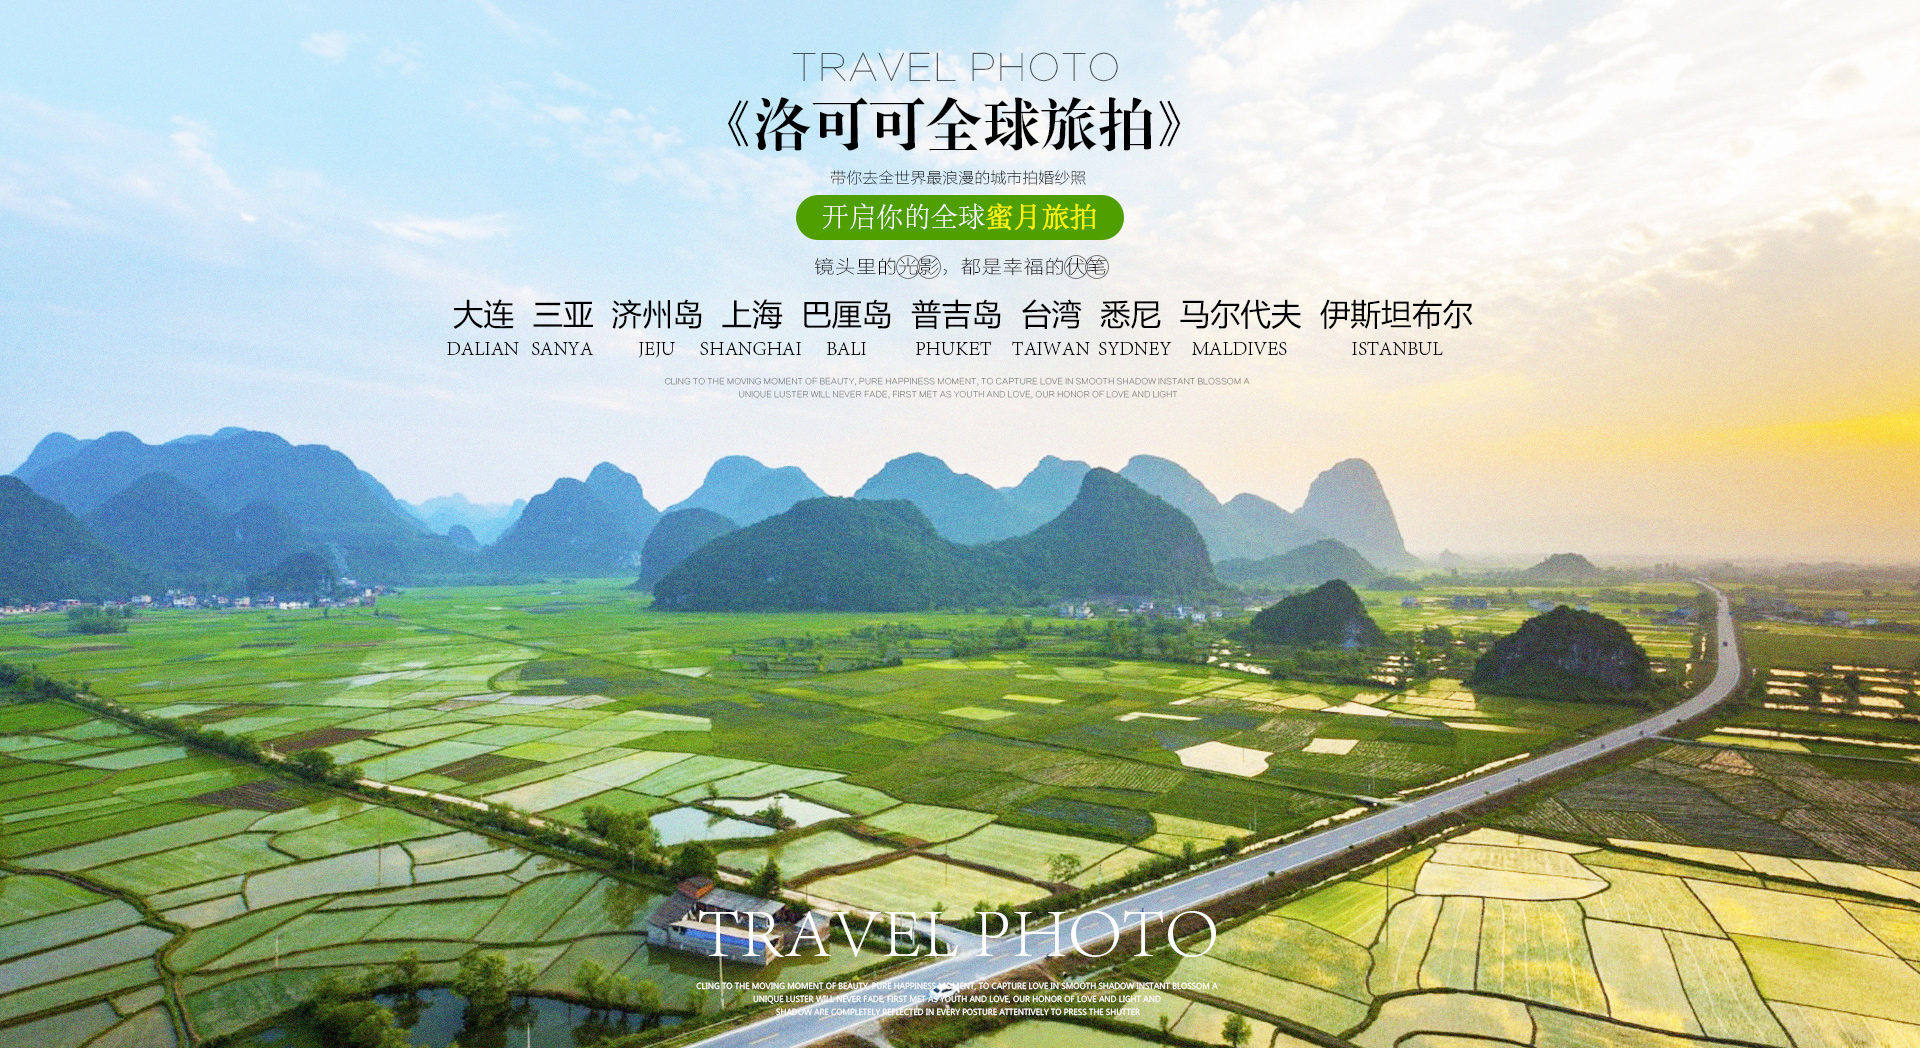 TRAVEL PHOTO
《洛可可全球旅拍》
带你去全世界最浪漫的城市拍婚纱照
开启你的全球蜜月旅拍
镜头里的光影，都是幸福的伏笔
大连 三亚 济州岛 上海 巴厘岛 普吉岛 台湾 悉尼 马尔代夫 伊斯坦布尔
DALIAN SANYA JEJU SHANGHAI BALI PHUKET TAIWAN SYDNEY MALDIVES ISTANBUL
CLING TO THE MOVING MOMENT OF BEAUTY, PURE HAPPINESS MOMENT, TO CAPTURE LOVE IN SMOOTH SHADOW INSTANT BLOSSOM A
UNIQUE LUSTER WILL NEVER FADE, FIRST MET AS YOUTH AND LOVE, OUR HONOR OF LOVE AND LIGHT
TRAVEL PHOTO
CLING TO THE MOVING MOMENT OF BEAUTY, PURE HAPPINESS MOMENT, TO CAPTURE LOVE IN SMOOTH SHADOW INSTANT BLOSSOM A
UNIQUE LUSTER WILL NEVER FADE, FIRST MET AS YOUTH AND LOVE, OUR HONOR OF LOVE AND LIGHT AND
SHADOW ARE COMPLETELY REFLECTED IN EVERY POSTURE ATTENTIVELY TO PRESS THE SHUTTER